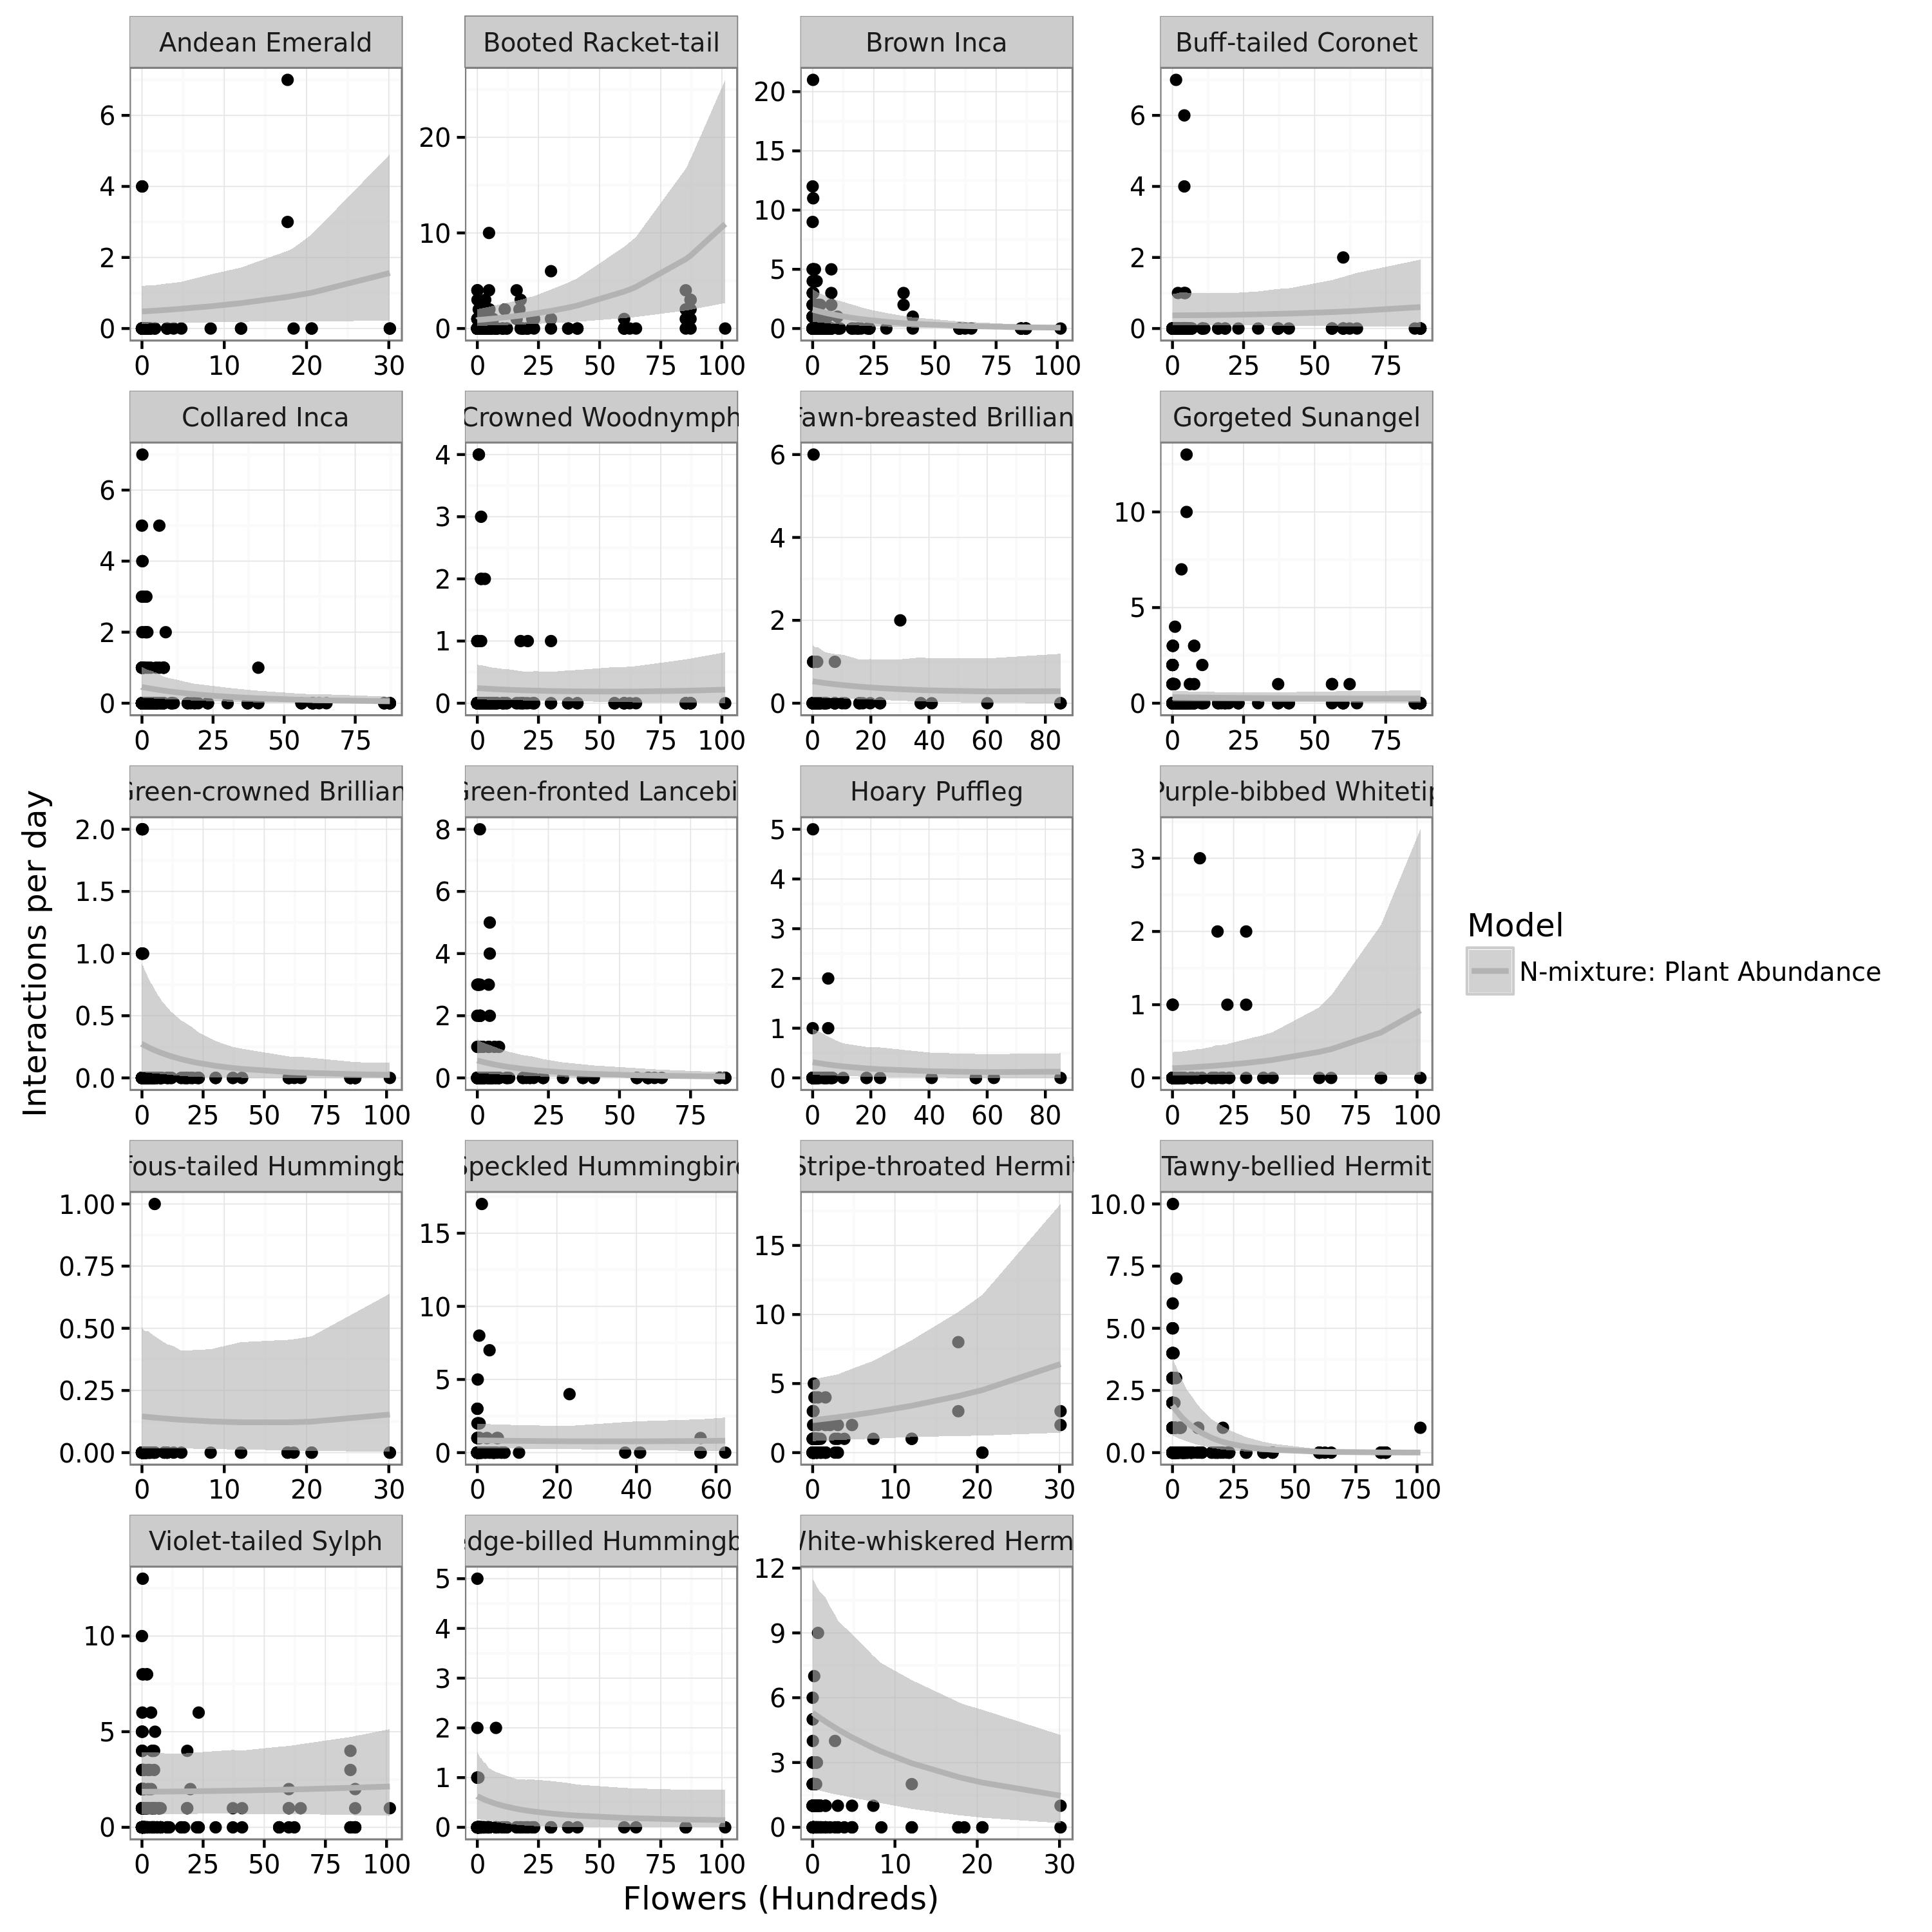 Andean Emerald
Booted Racket-tail
Brown Inca
Buff-tailed Coronet
6
4
2
0
20
10
0
20
15
10
5
0
6
4
2
0
0 10 20 30
0 25 50 75 100
0 25 50 75 100
0 25 50 75
Collared Inca
Crowned Woodnymph
awn-breasted Brillian
Gorgeted Sunangel
6
4
2
0
4
3
2
1
0
6
4
2
0
10
5
0
0 25 50 75
0 25 50 75 100
0 20 40 60 80
0 25 50 75
Green-crowned Brillian
Green-fronted Lancebi
Hoary Puffleg
Purple-bibbed Whitetip
2.0
1.5
1.0
0.5
0.0
8
6
4
2
0
5
4
3
2
1
0
3
2
1
0
0 25 50 75 100
0 25 50 75
0 20 40 60 80
0 25 50 75 100
fous-tailed Hummingb
Speckled Hummingbird
Stripe-throated Hermit
Tawny-bellied Hermit
1.00
0.75
0.50
0.25
0.00
15
10
5
0
15
10
5
0
10.0
7.5
5.0
2.5
0.0
0 10 20 30
0 20 40 60
0 10 20 30
0 25 50 75 100
Violet-tailed Sylph
edge-billed Hummingb
White-whiskered Herm
10
5
0
5
4
3
2
1
0
12
9
6
3
0
0 25 50 75 100
0 25 50 75 100
0 10 20 30
Flowers (Hundreds)
Interactions per day
Model
N-mixture: Plant Abundance